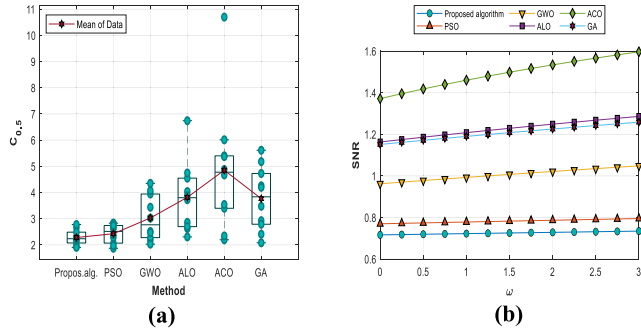 11
10
9
8
7
6
5
4
3
2
C0,5
Mean of Data
Propos.alg. PSO GWO ALO ACO GA
Method
(a)
Proposed algorithm GWO ACO
PSO ALO GA
1.6
1.4
1.2
1
0.8
0.6
SNR
0 0.5 1 1.5 2 2.5 3
ω
(b)